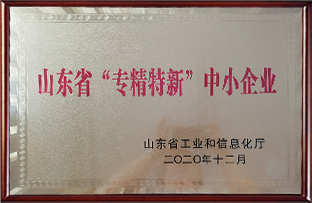 山东省“专精特新”中小企业
山东省工业和信息化厅
二〇二〇年十二月